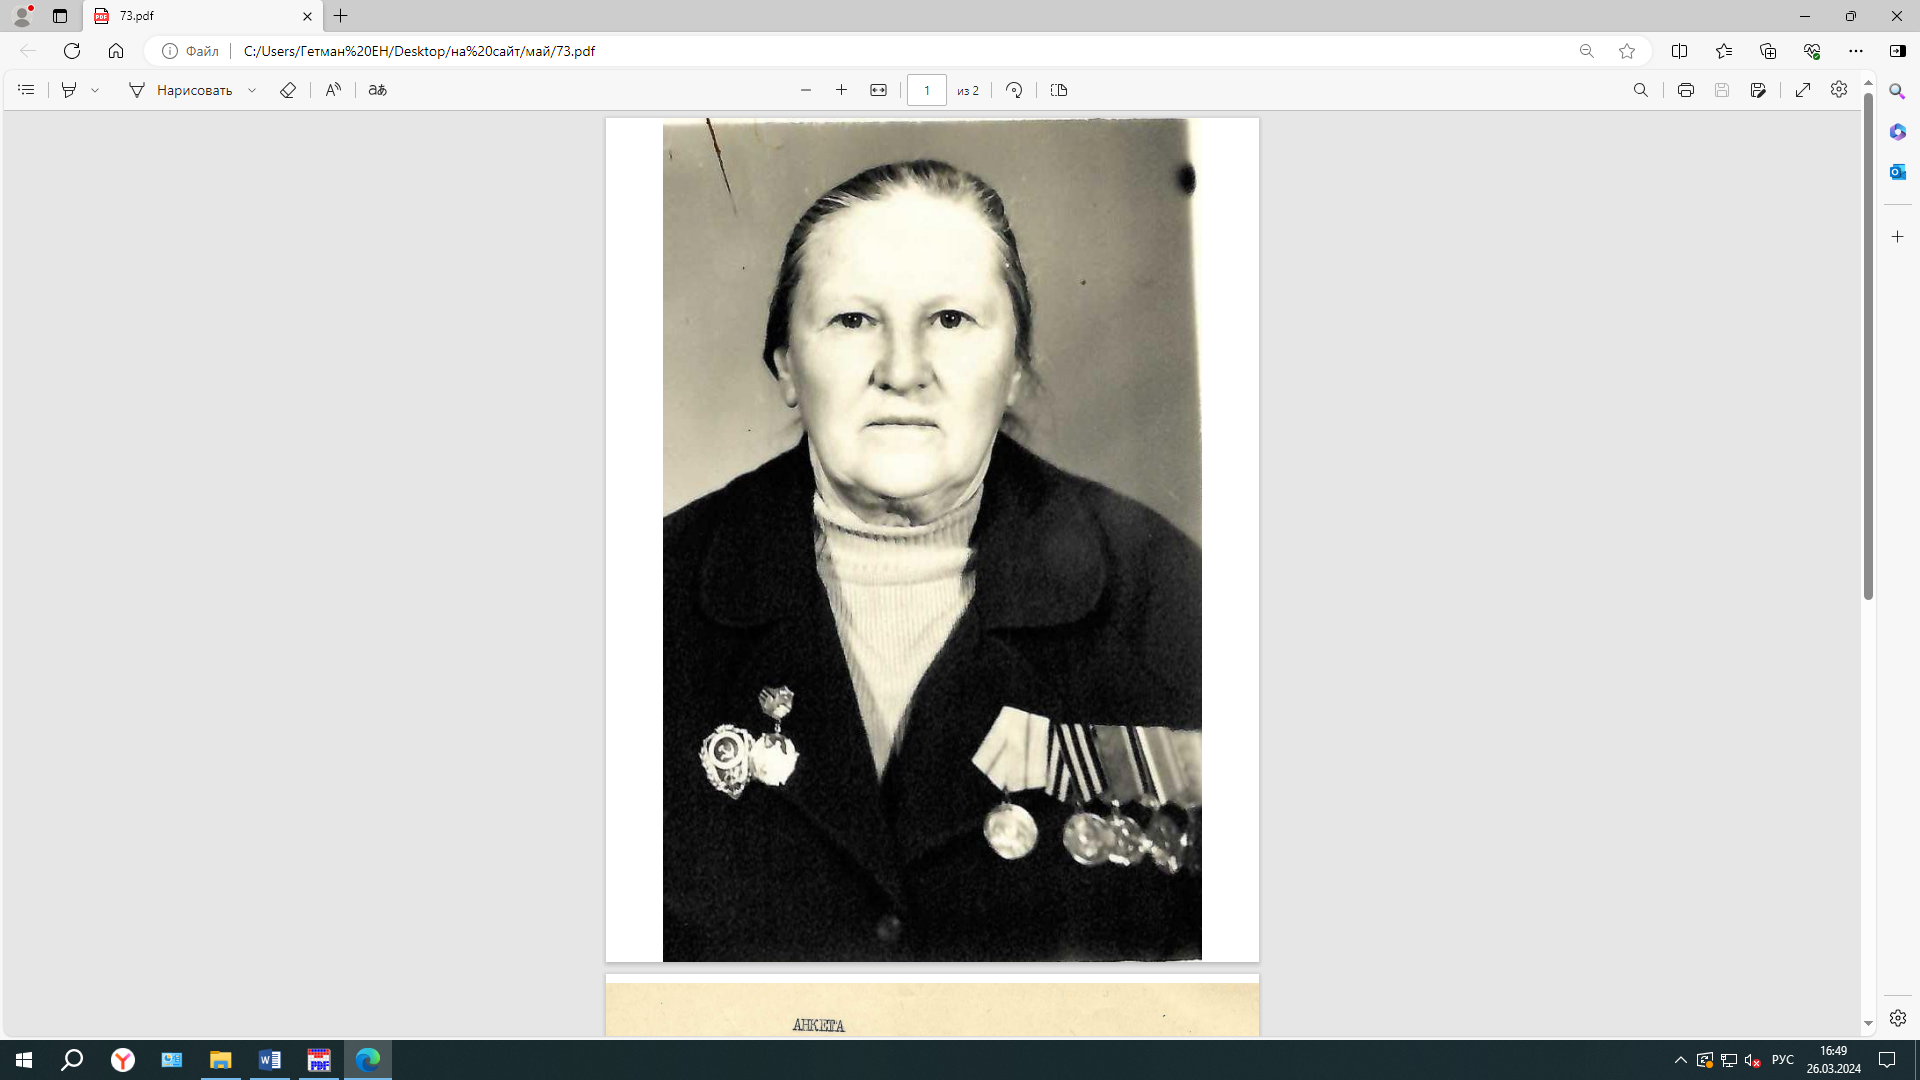 73.pdf
Файл
C:/Users/Гетман%20ЕН/Desktop/на%20сайт/май/73.pdf
Нарисовать
1 из 2
АНКЕТА
РУС
16:49
26.03.2024